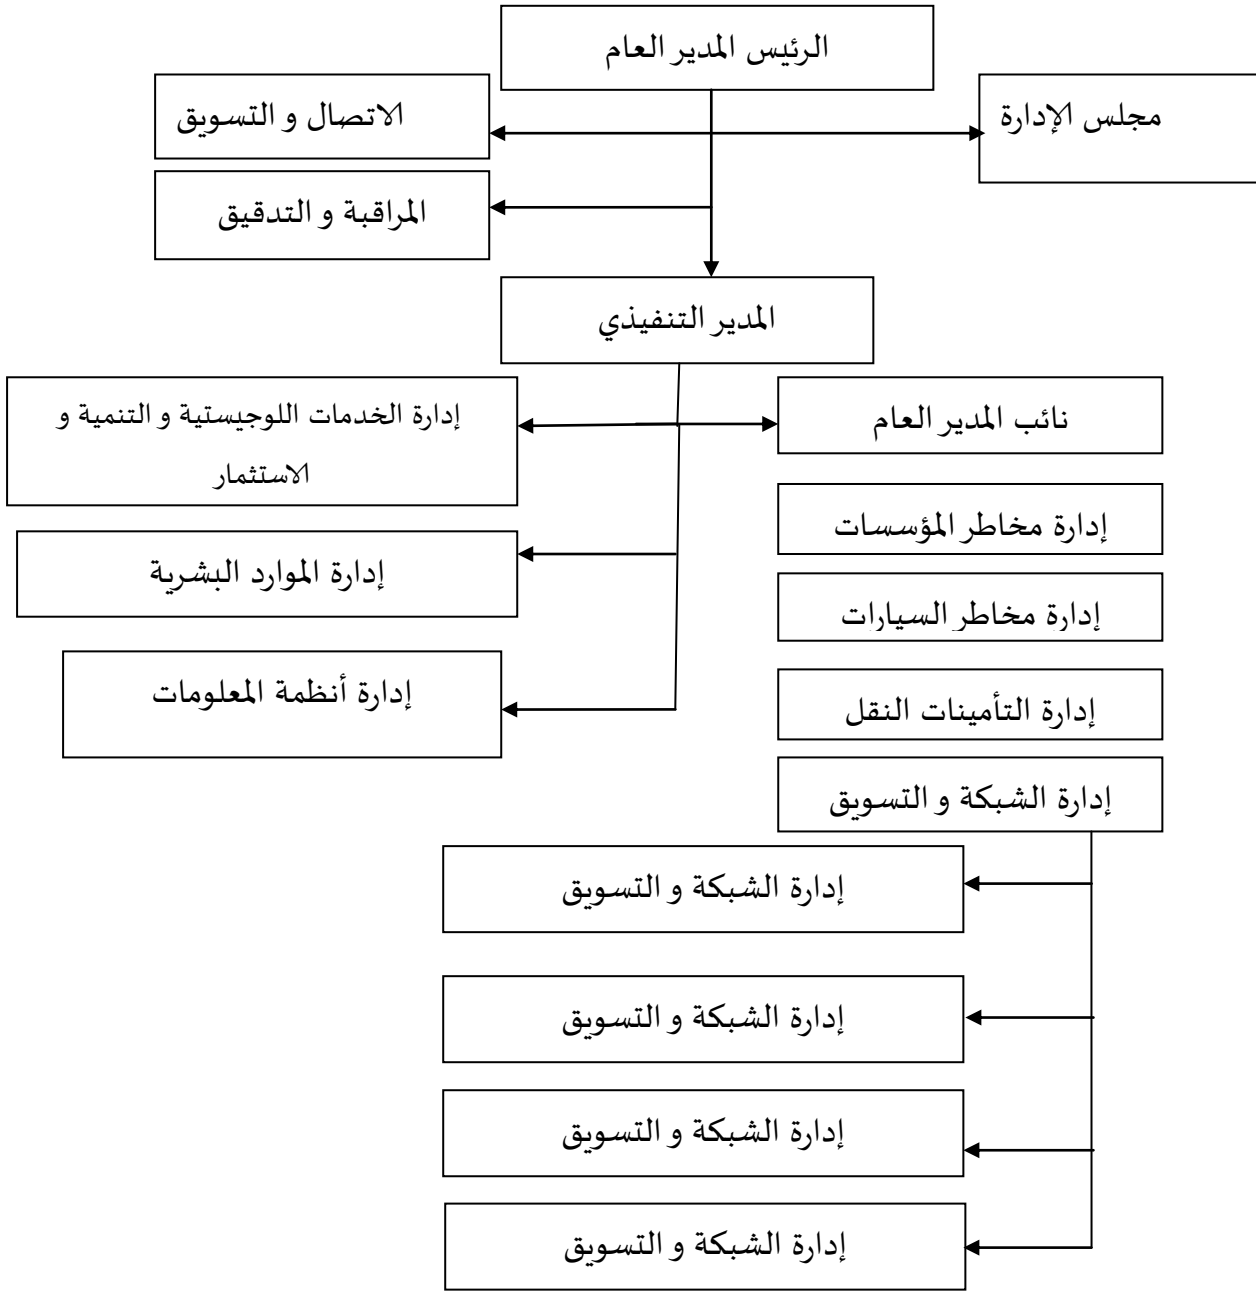 الرئيس المدير العام
مجلس الإدارة
الاتصال و التسويق
المراقبة و التدقيق
المدير التنفيذي
نائب المدير العام
إدارة الخدمات اللوجيستية و التنمية و
الاستثمار
إدارة مخاطر المؤسسات
إدارة الموارد البشرية
إدارة مخاطر السيارات
إدارة أنظمة المعلومات
إدارة التأمينات النقل
إدارة الشبكة و التسويق
إدارة الشبكة و التسويق
إدارة الشبكة و التسويق
إدارة الشبكة و التسويق
إدارة الشبكة و التسويق